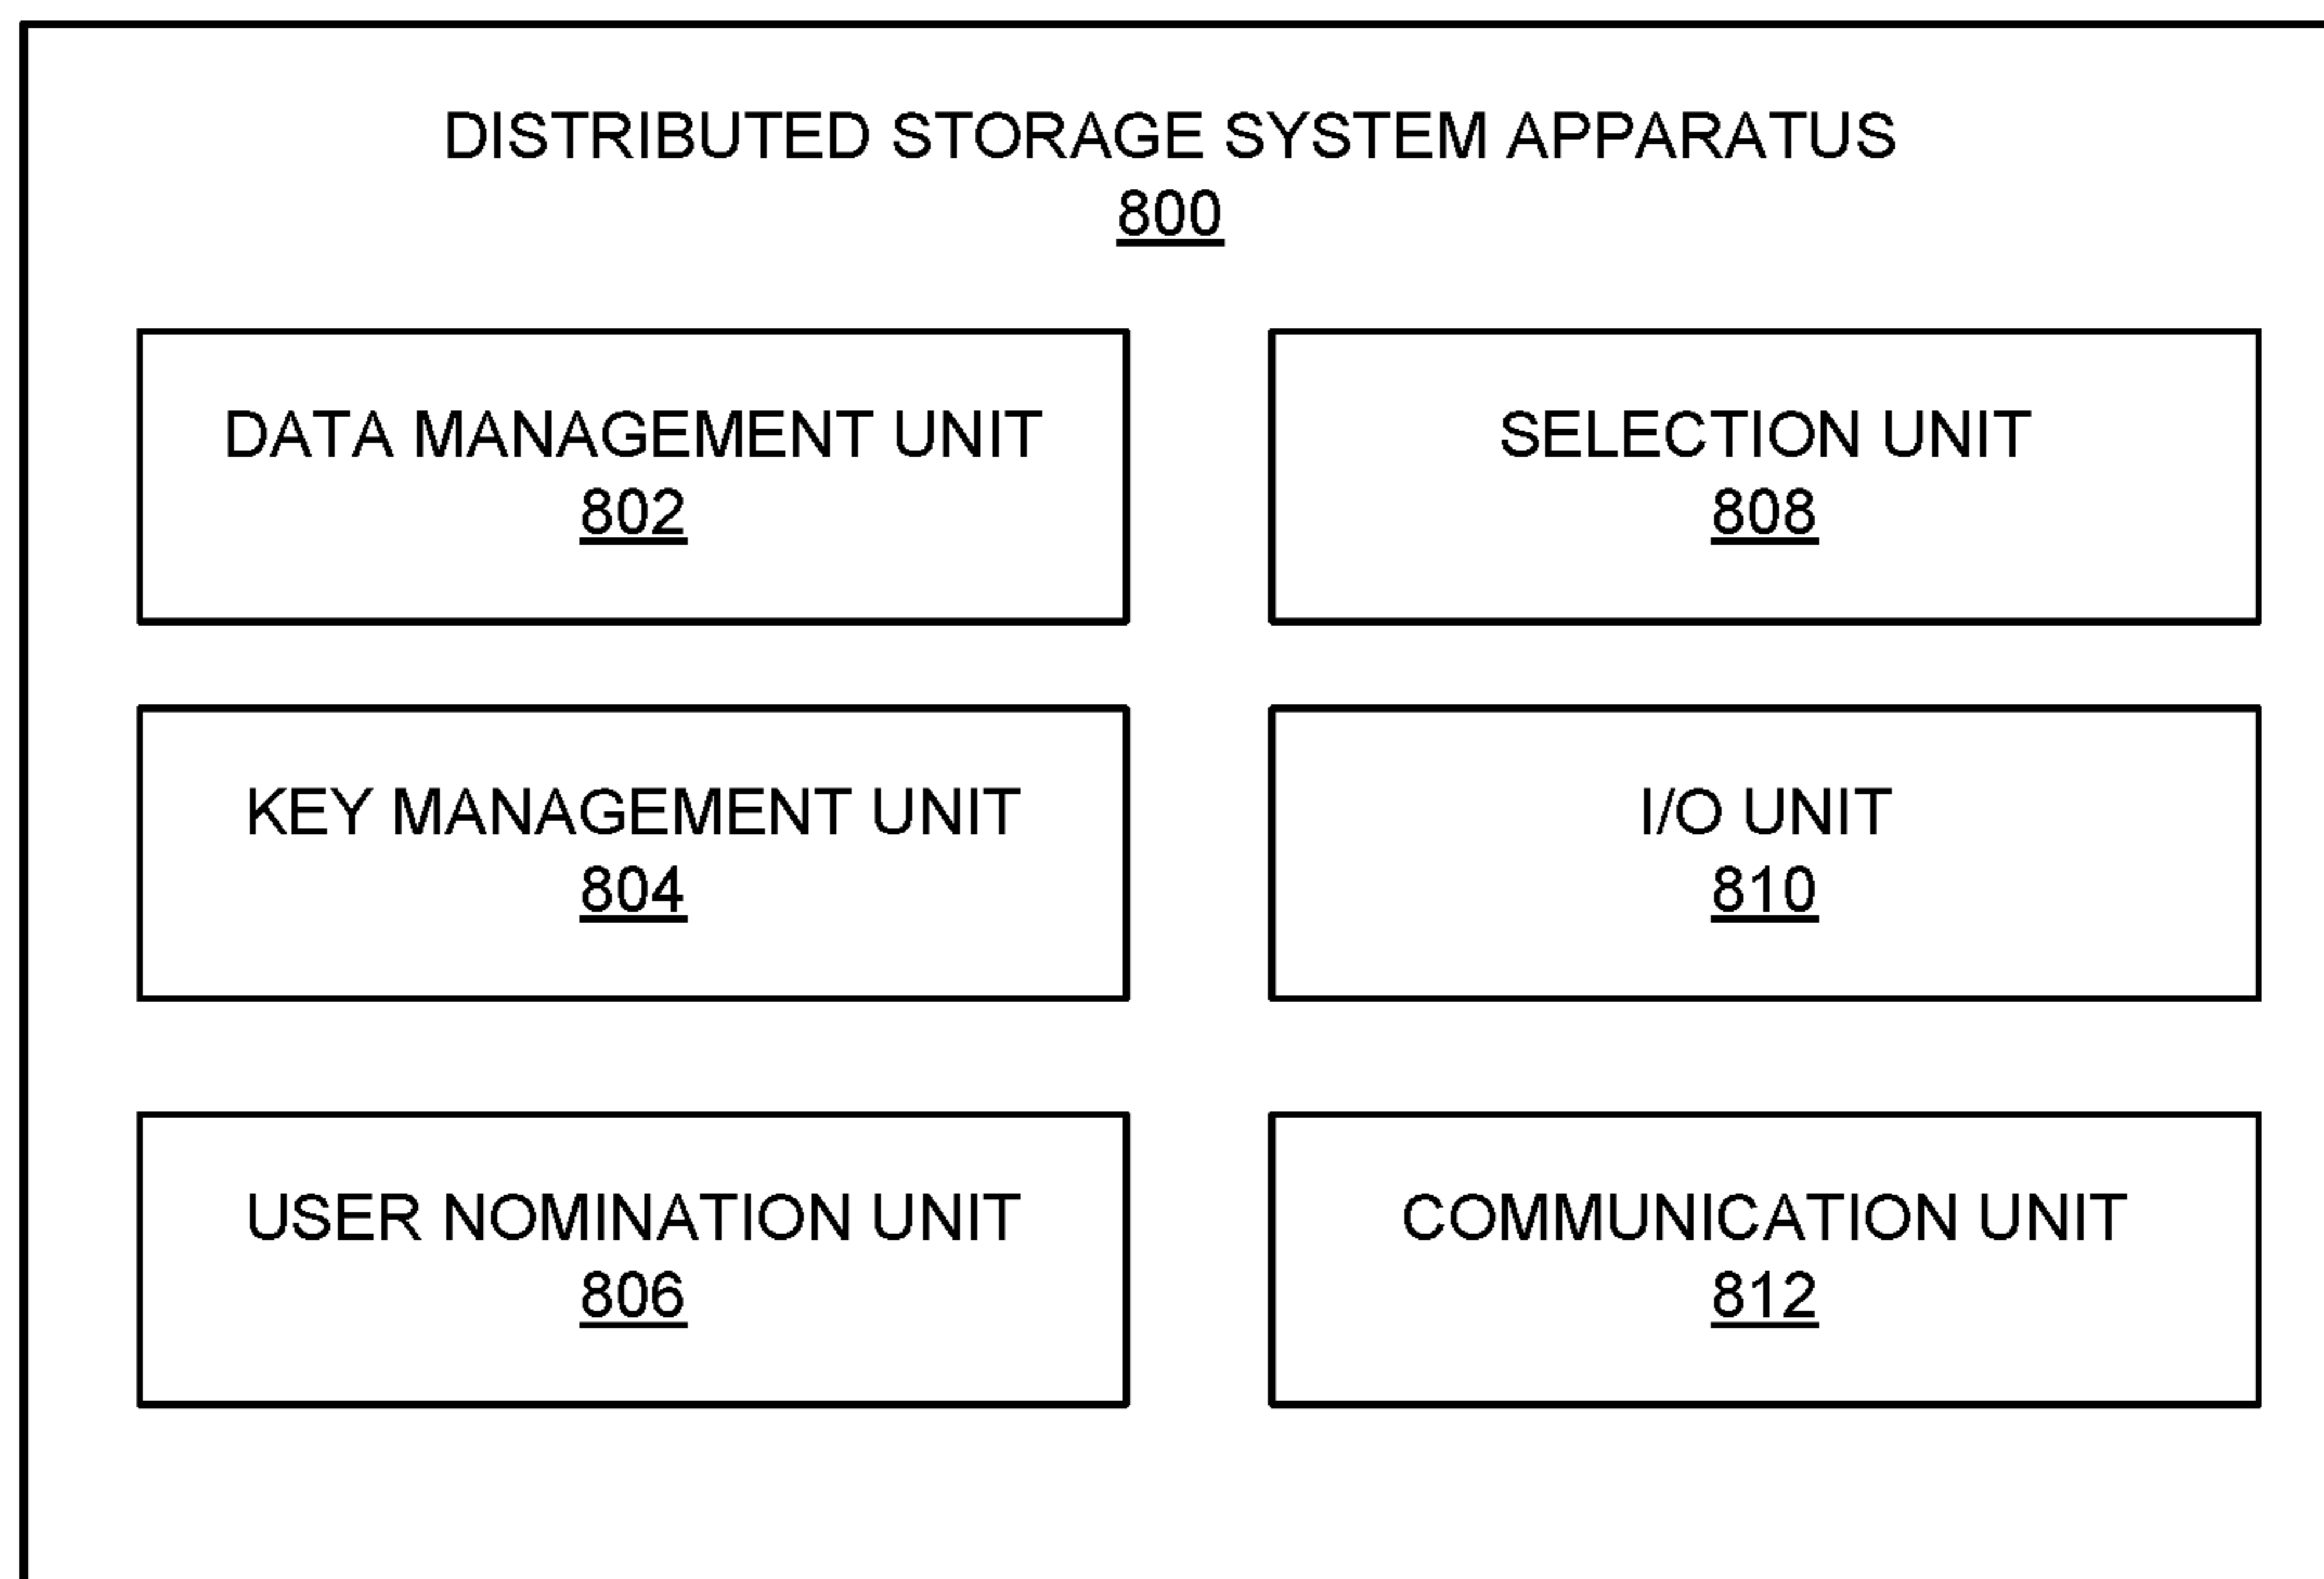 DISTRIBUTED STORAGE SYSTEM APPARATUS
800
DATA MANAGEMENT UNIT
802
SELECTION UNIT
808
KEY MANAGEMENT UNIT
804
I/O UNIT
810
USER NOMINATION UNIT
806
COMMUNICATION UNIT
812